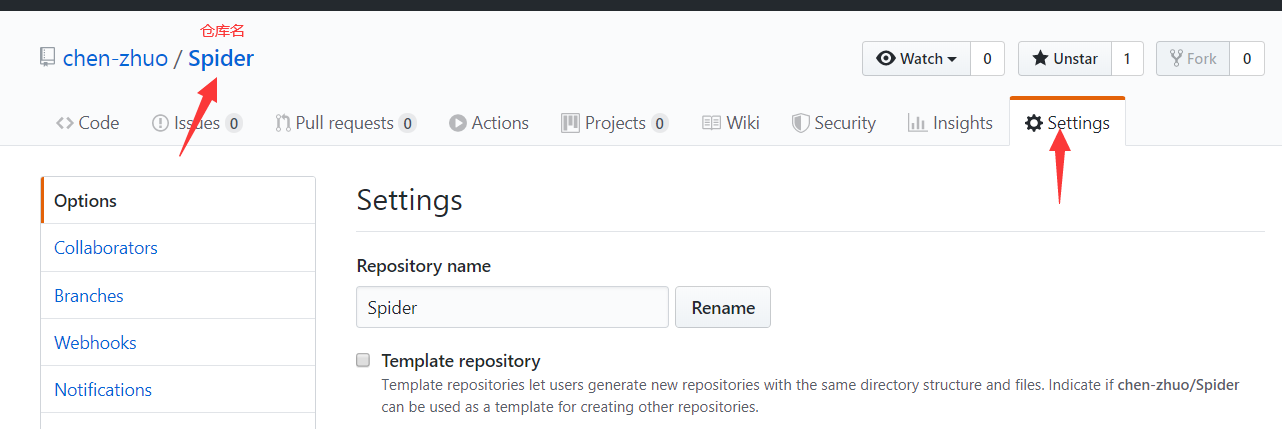 仓库名
chen-zhuo / Spider
Watch 0 Unstar 1 Fork 0
Code Issues 0 Pull requests 0 Actions Projects 0 Wiki Security Insights Settings
Options
Collaborators
Branches
Webhooks
Notifications
Settings
Repository name
Spider Rename
Template repository
Template repositories let users generate new repositories with the same directory structure and files. Indicate if chen-zhuo/Spider
can be used as a template for creating other repositories.